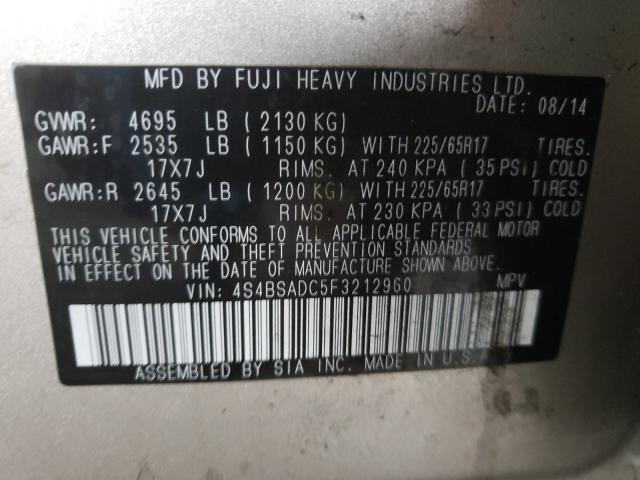 MFD BY FUJI HEAVY INDUSTRIES LTD.
DATE: 08/14
GVWR: 4695 LB ( 2130 KG)
GAWR:F 2535 LB ( 1150 KG) WITH 225/65R17 TIRES.
17X7J RIMS. AT 240 KPA ( 35 PSI) COLD
GAWR:R 2645 LB ( 1200 KG) WITH 225/65R17 TIRES.
17X7J RIMS. AT 230 KPA ( 33 PSI) COLD
THIS VEHICLE CONFORMS TO ALL APPLICABLE FEDERAL MOTOR
VEHICLE SAFETY AND THEFT PREVENTION STANDARDS
IN EFFECT ON THE DATE OF MANUFACTURE SHOWN ABOVE.
VIN: 4S4BSADC5F3212960 MPV
ASSEMBLED BY SIA INC. MADE IN U.S.A